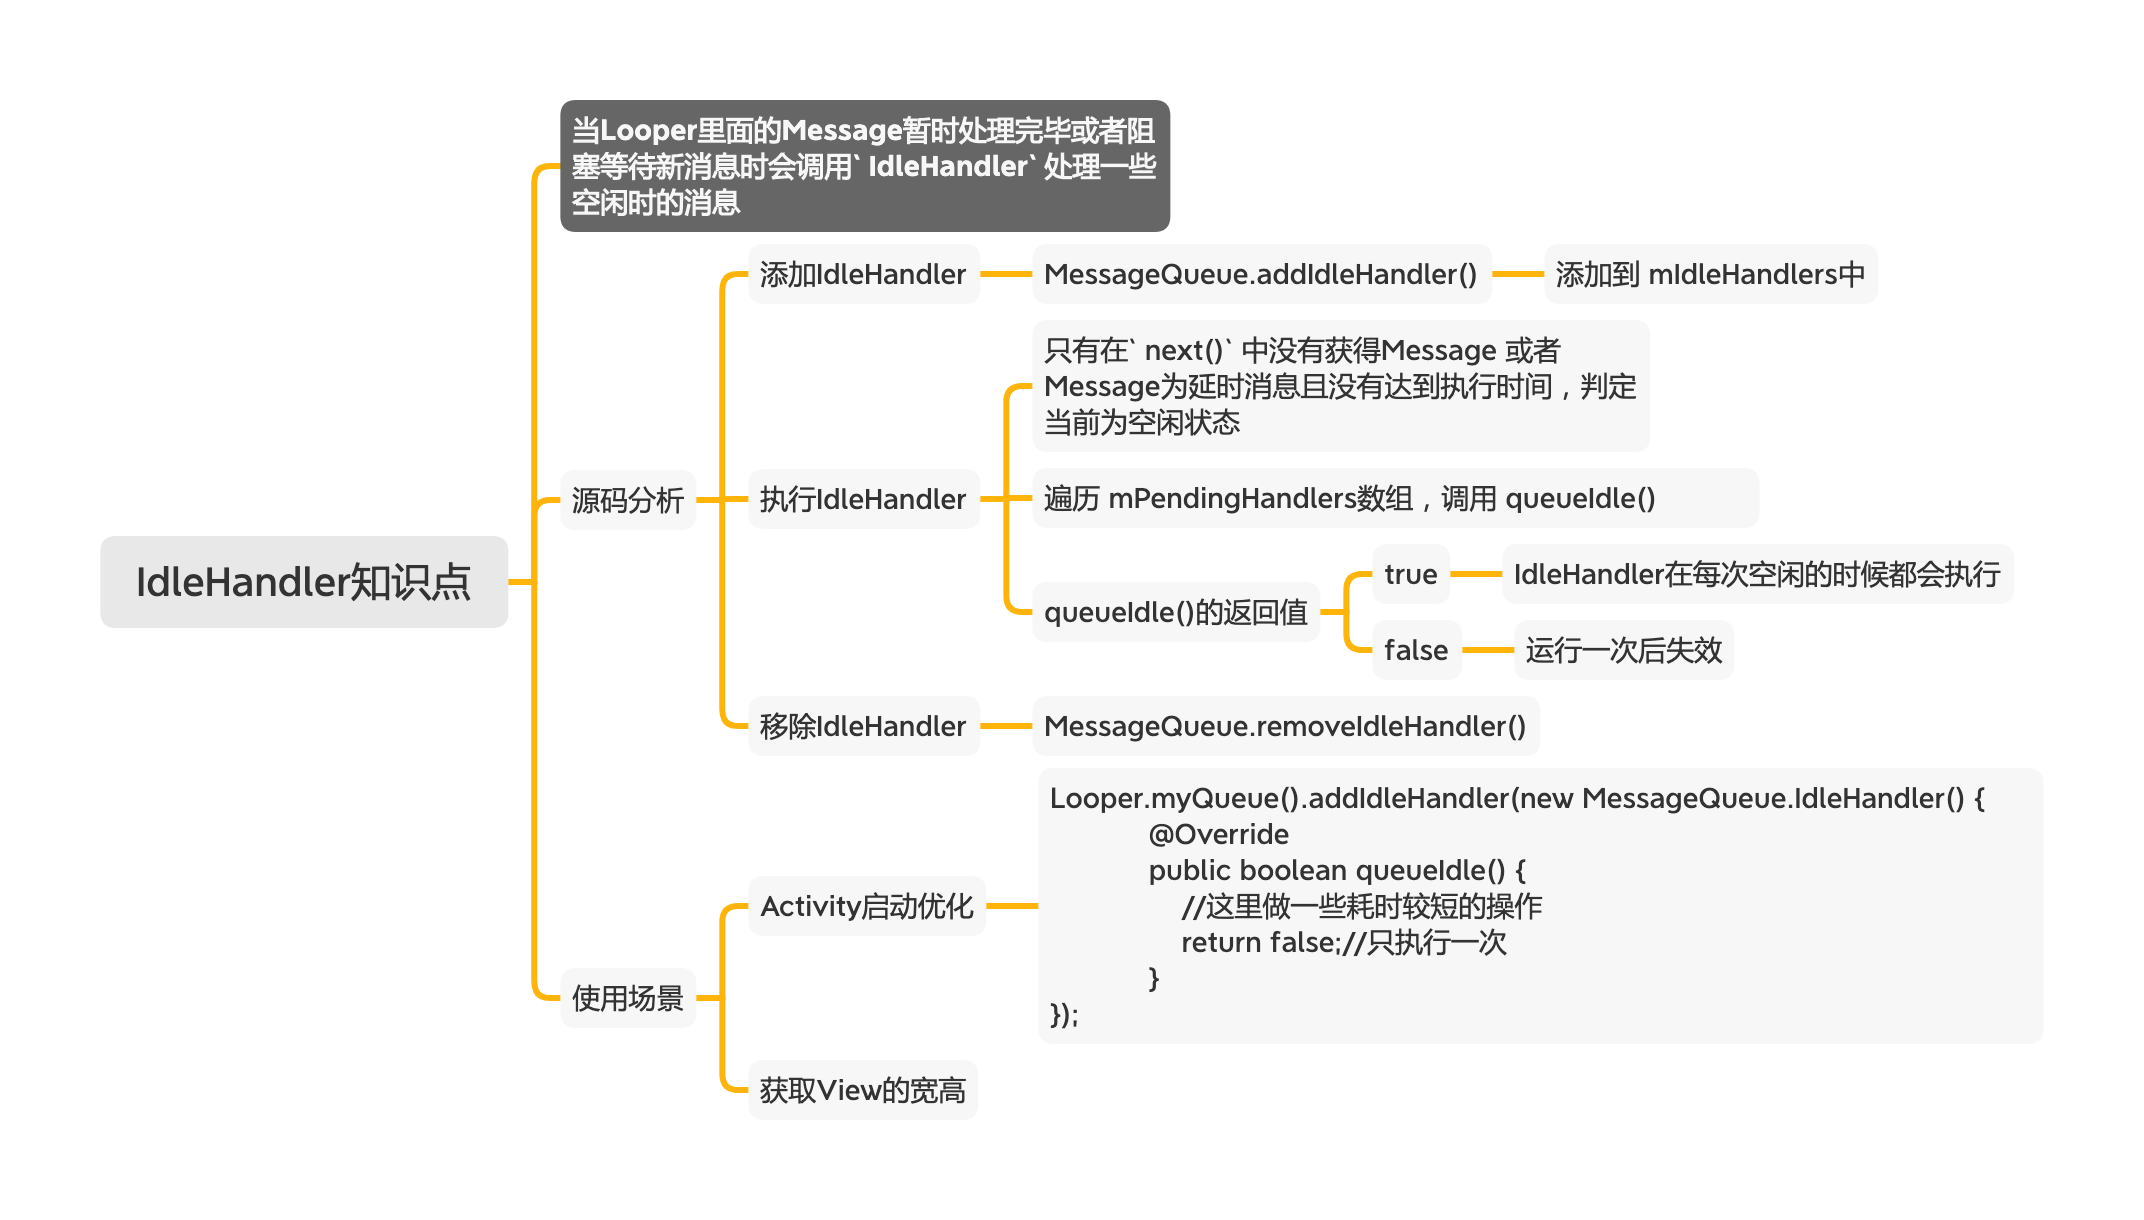 当Looper里面的Message暂时处理完毕或者阻
塞等待新消息时会调用` IdleHandler` 处理一些
空闲时的消息
添加IdleHandler
MessageQueue.addIdleHandler()
添加到 mIdleHandlers中
只有在` next()` 中没有获得Message 或者
Message为延时消息且没有达到执行时间，判定
当前为空闲状态
源码分析
执行IdleHandler
遍历 mPendingHandlers数组，调用 queueIdle()
IdleHandler知识点
queueIdle()的返回值
true
IdleHandler在每次空闲的时候都会执行
false
运行一次后失效
移除IdleHandler
MessageQueue.removeIdleHandler()
使用场景
Activity启动优化
Looper.myQueue().addIdleHandler(new MessageQueue.IdleHandler() {
@Override
public boolean queueIdle() {
//这里做一些耗时较短的操作
return false;//只执行一次
}
});
获取View的宽高